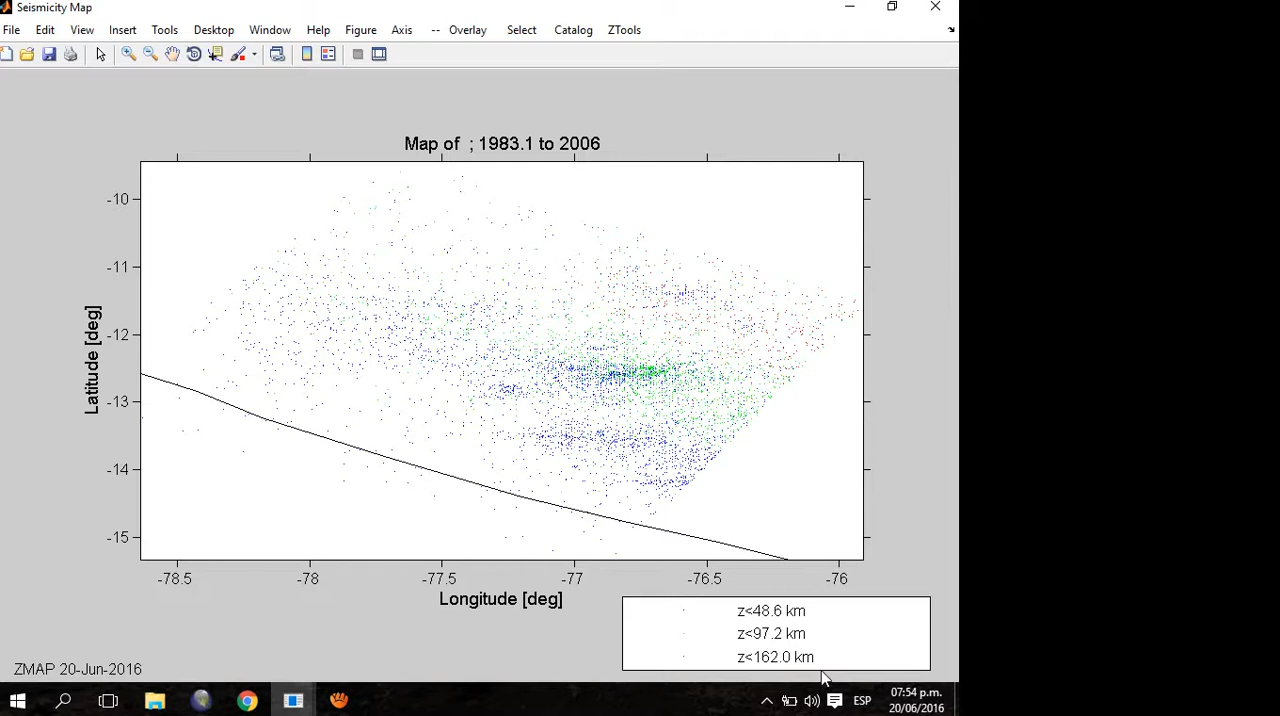 Seismicity Map
File Edit View Insert Tools Desktop Window Help Figure Axis -- Overlay Select Catalog ZTools
Map of ; 1983.1 to 2006
-10
-11
-12
-13
-14
-15
Latitude [deg]
-78.5 -78 -77.5 -77 -76.5 -76
Longitude [deg]
z<48.6 km
z<97.2 km
z<162.0 km
ZMAP 20-Jun-2016
ESP
07:54 p.m.
20/06/2016